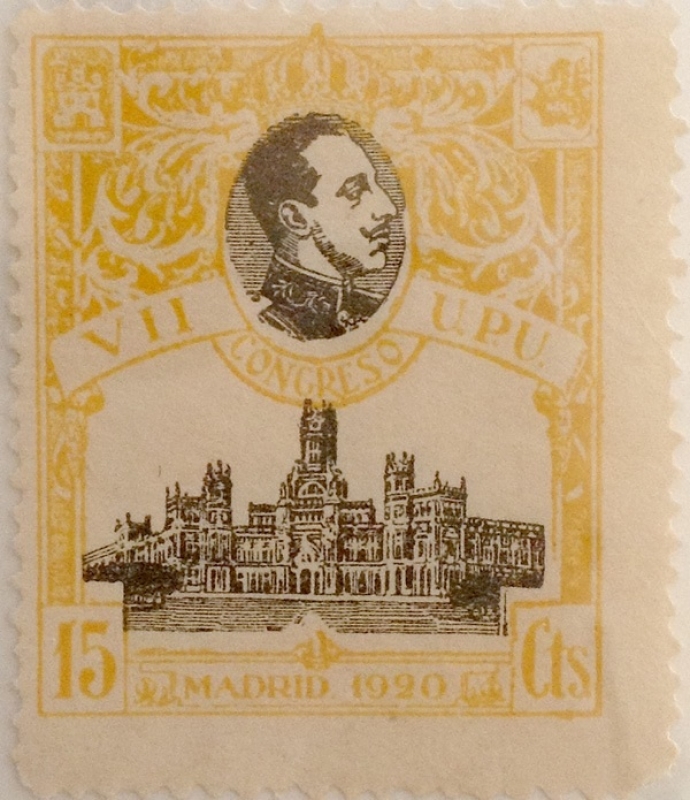 VII U.P.U.
CONGRESO
15 Cts
MADRID 1920